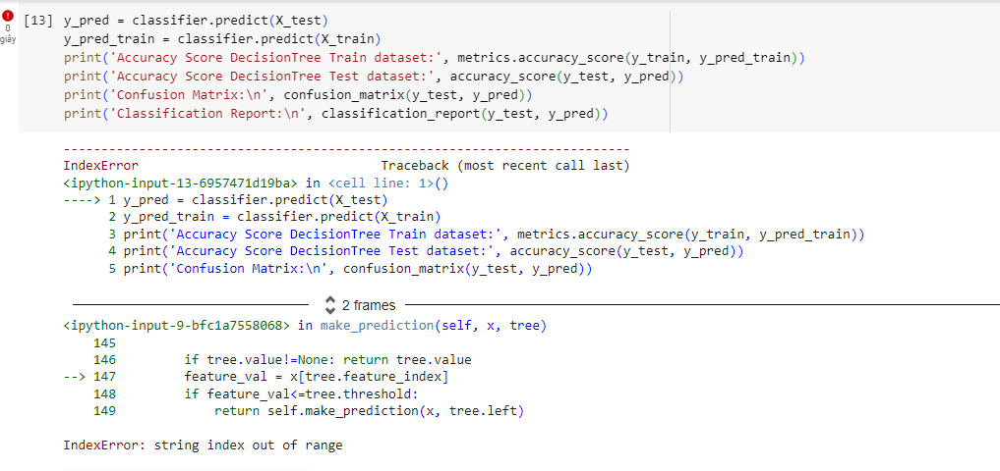 [13] y_pred = classifier.predict(X_test)
0
giây
y_pred_train = classifier.predict(X_train)
print('Accuracy Score DecisionTree Train dataset:', metrics.accuracy_score(y_train, y_pred_train))
print('Accuracy Score DecisionTree Test dataset:', accuracy_score(y_test, y_pred))
print('Confusion Matrix:\n', confusion_matrix(y_test, y_pred))
print('Classification Report:\n', classification_report(y_test, y_pred))
---------------------------------------------------------------------------
IndexError                                Traceback (most recent call last)
<ipython-input-13-6957471d19ba> in <cell line: 1>()
----> 1 y_pred = classifier.predict(X_test)
      2 y_pred_train = classifier.predict(X_train)
      3 print('Accuracy Score DecisionTree Train dataset:', metrics.accuracy_score(y_train, y_pred_train))
      4 print('Accuracy Score DecisionTree Test dataset:', accuracy_score(y_test, y_pred))
      5 print('Confusion Matrix:\n', confusion_matrix(y_test, y_pred))
2 frames
<ipython-input-9-bfc1a7558068> in make_prediction(self, x, tree)
    145
    146         if tree.value!=None: return tree.value
--> 147         feature_val = x[tree.feature_index]
    148         if feature_val<=tree.threshold:
    149             return self.make_prediction(x, tree.left)
IndexError: string index out of range